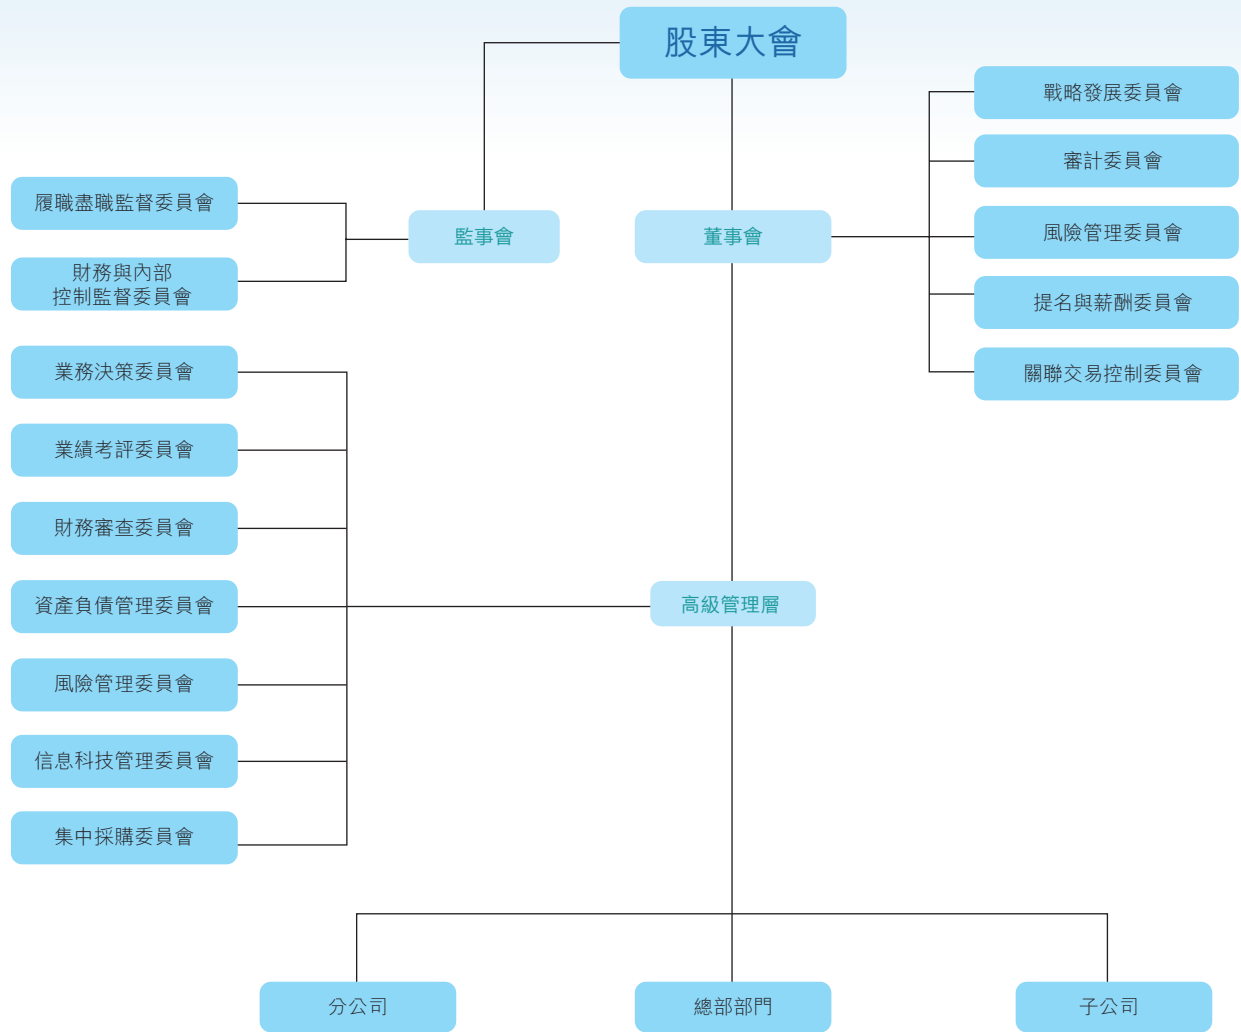 股東大會
戰略發展委員會
審計委員會
風險管理委員會
提名與薪酬委員會
關聯交易控制委員會
履職盡職監督委員會
財務與內部
控制監督委員會
監事會
董事會
業務決策委員會
業績考評委員會
財務審查委員會
資產負債管理委員會
風險管理委員會
信息科技管理委員會
集中採購委員會
高級管理層
分公司
總部部門
子公司